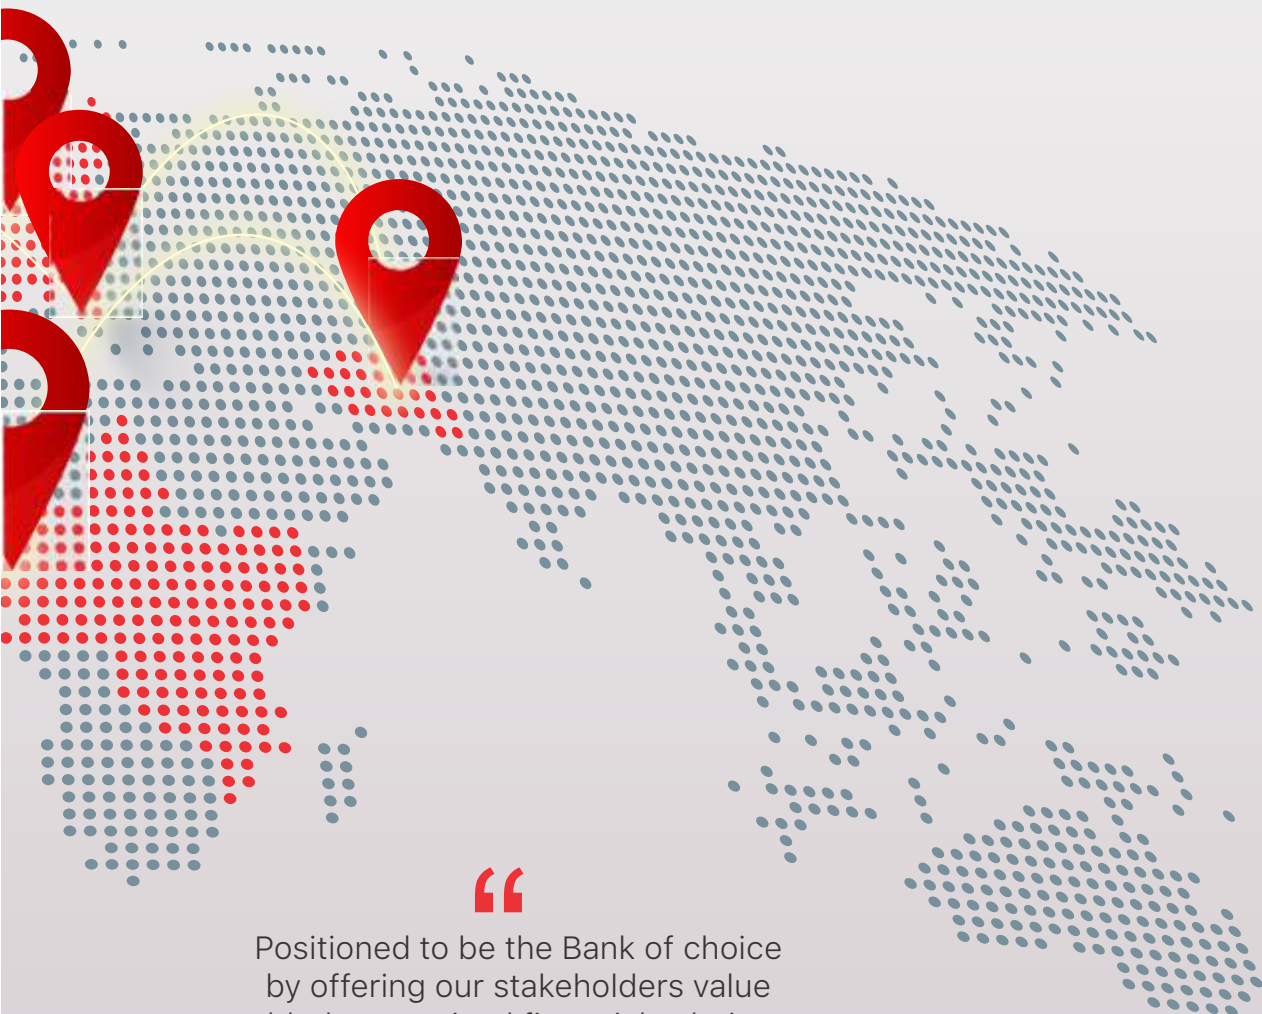 “
Positioned to be the Bank of choice
by offering our stakeholders value